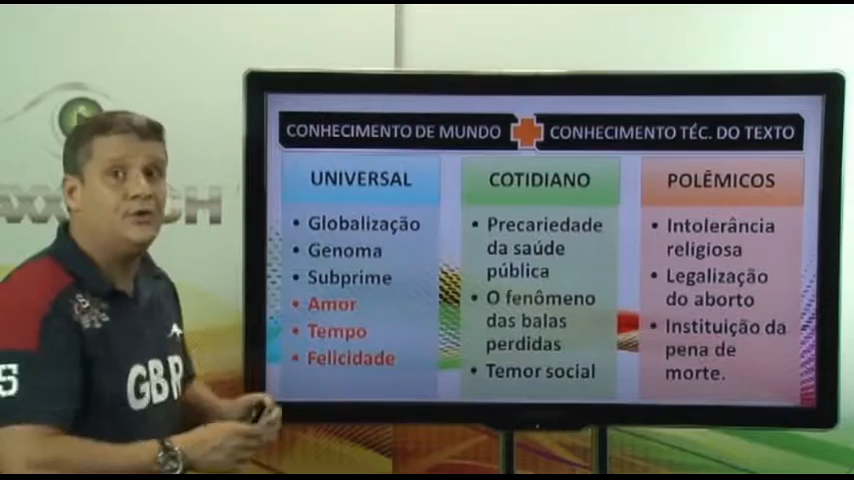 CONHECIMENTO DE MUNDO
CONHECIMENTO TÉC. DO TEXTO
UNIVERSAL
• Globalização
• Genoma
• Subprime
• Amor
• Tempo
• Felicidade
COTIDIANO
• Precariedade
da saúde
pública
• O fenômeno
das balas
perdidas
• Temor social
POLÊMICOS
• Intolerância
religiosa
• Legalização
do aborto
• Instituição da
pena de
morte.
GBR
5